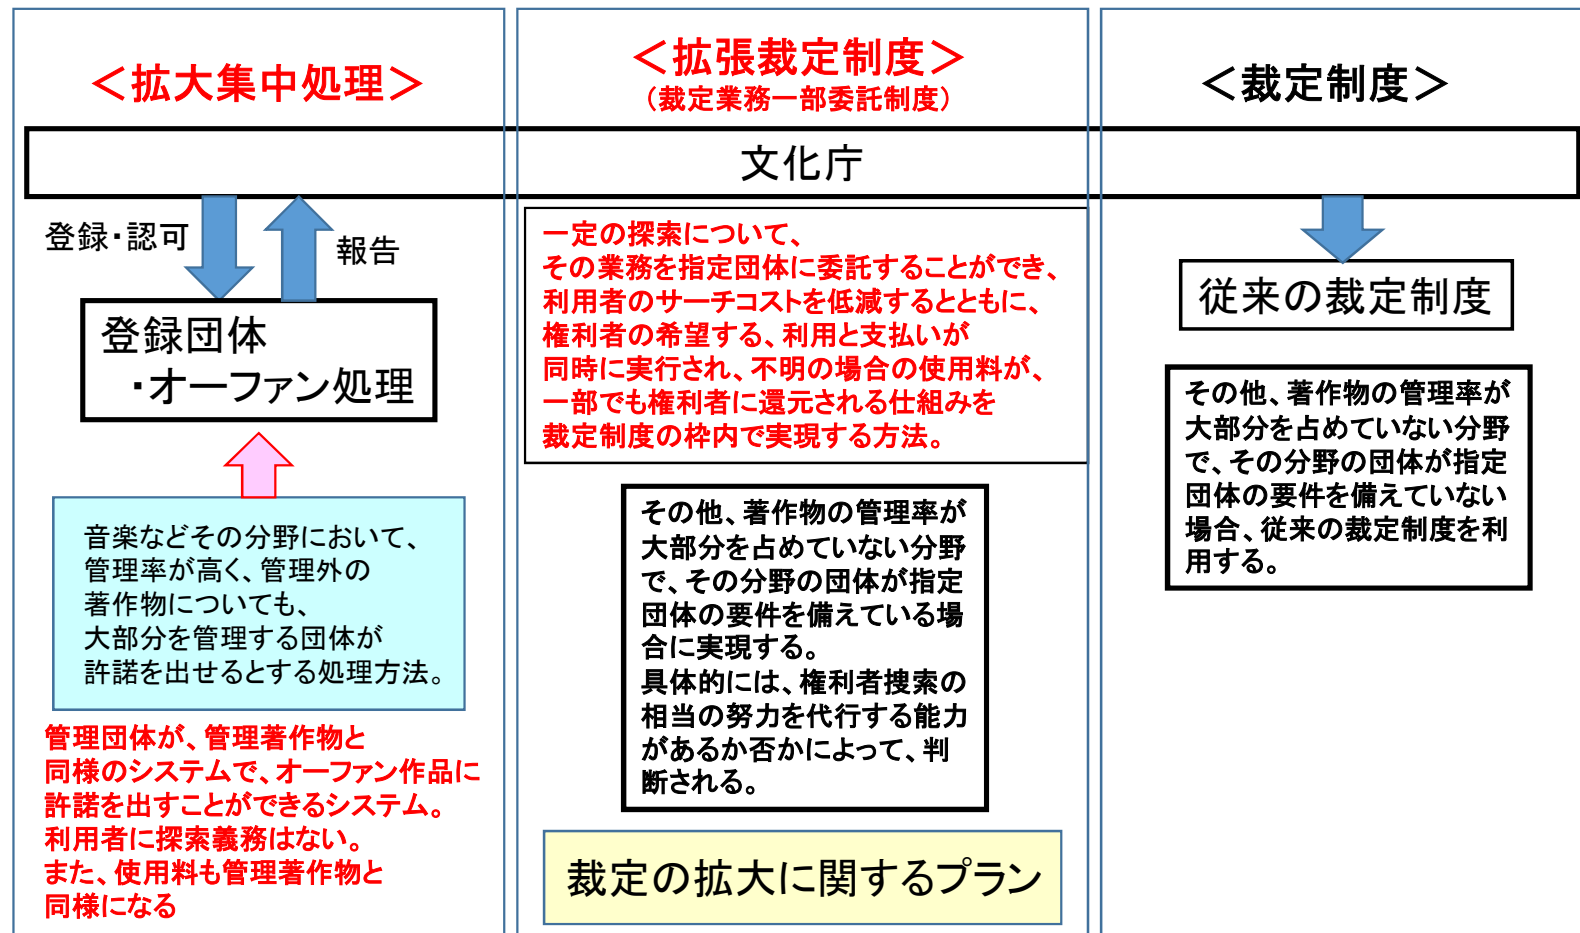 ＜拡大集中処理＞
＜拡張裁定制度＞
（裁定業務一部委託制度）
＜裁定制度＞
文化庁
登録・認可
報告
登録団体
・オーファン処理
音楽などその分野において、
管理率が高く、管理外の
著作物についても、
大部分を管理する団体が
許諾を出せるとする処理方法。
管理団体が、管理著作物と
同様のシステムで、オーファン作品に
許諾を出すことができるシステム。
利用者に探索義務はない。
また、使用料も管理著作物と
同様になる
一定の探索について、
その業務を指定団体に委託することができ、
利用者のサーチコストを低減するとともに、
権利者の希望する、利用と支払いが
同時に実行され、不明の場合の使用料が、
一部でも権利者に還元される仕組みを
裁定制度の枠内で実現する方法。
その他、著作物の管理率が
大部分を占めていない分野
で、その分野の団体が指定
団体の要件を備えている場
合に実現する。
具体的には、権利者捜索の
相当の努力を代行する能力
があるか否かによって、判
断される。
裁定の拡大に関するプラン
従来の裁定制度
その他、著作物の管理率が
大部分を占めていない分野
で、その分野の団体が指定
団体の要件を備えていない
場合、従来の裁定制度を利
用する。